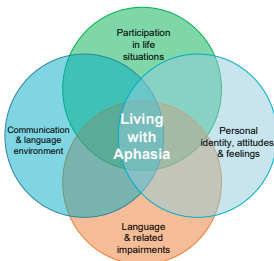 Participation
in life
situations
Communication
& language
environment
Living
with
Aphasia
Personal
identity, attitudes
& feelings
Language
& related
impairments